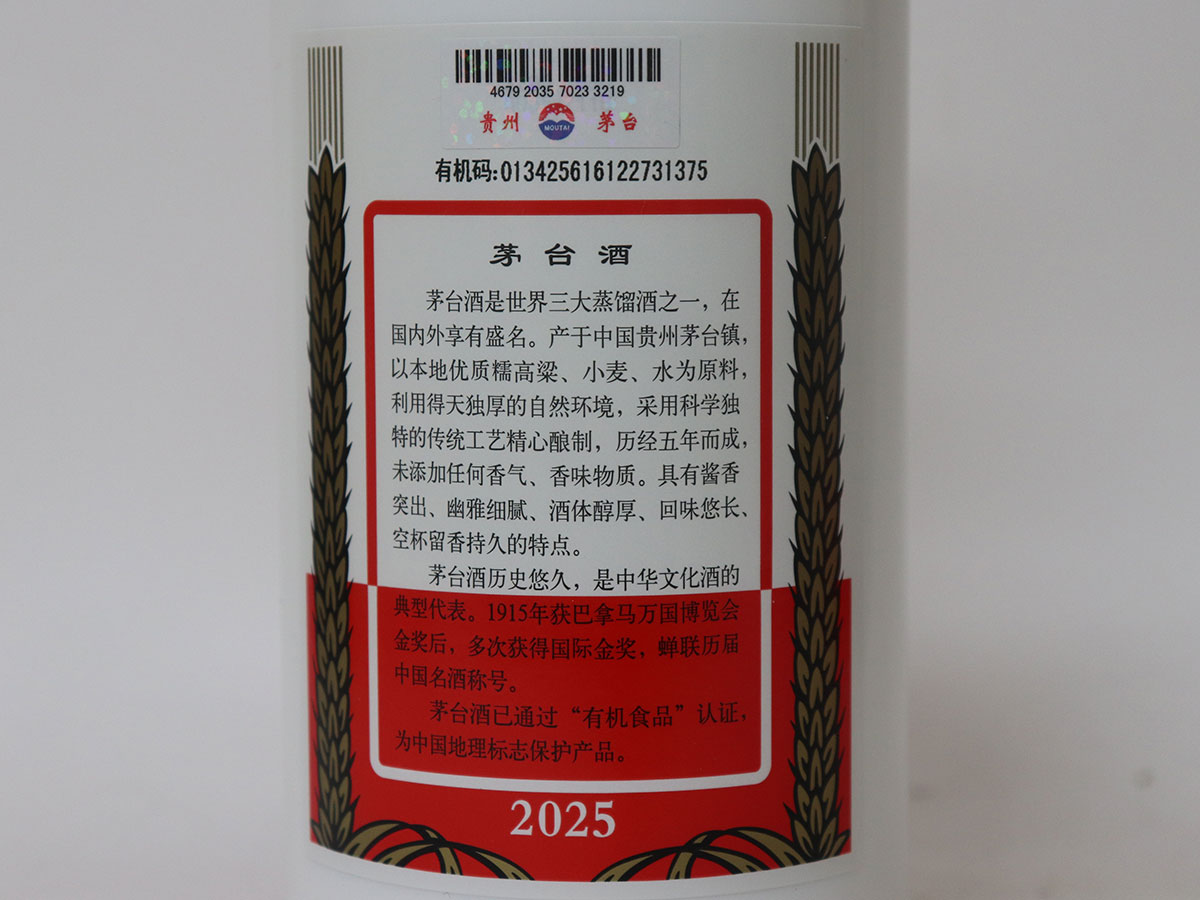 4679 2035 7023 3219
贵州 MOUTAI 茅台
有机码:013425616122731375
茅台酒
茅台酒是世界三大蒸馏酒之一，在
国内外享有盛名。产于中国贵州茅台镇，
以本地优质糯高粱、小麦、水为原料，
利用得天独厚的自然环境，采用科学独
特的传统工艺精心酿制，历经五年而成，
未添加任何香气、香味物质。具有酱香
突出、幽雅细腻、酒体醇厚、回味悠长、
空杯留香持久的特点。
茅台酒历史悠久，是中华文化酒的
典型代表。1915年获巴拿马万国博览会
金奖后，多次获得国际金奖，蝉联历届
中国名酒称号。
茅台酒已通过“有机食品”认证，
为中国地理标志保护产品。
2025